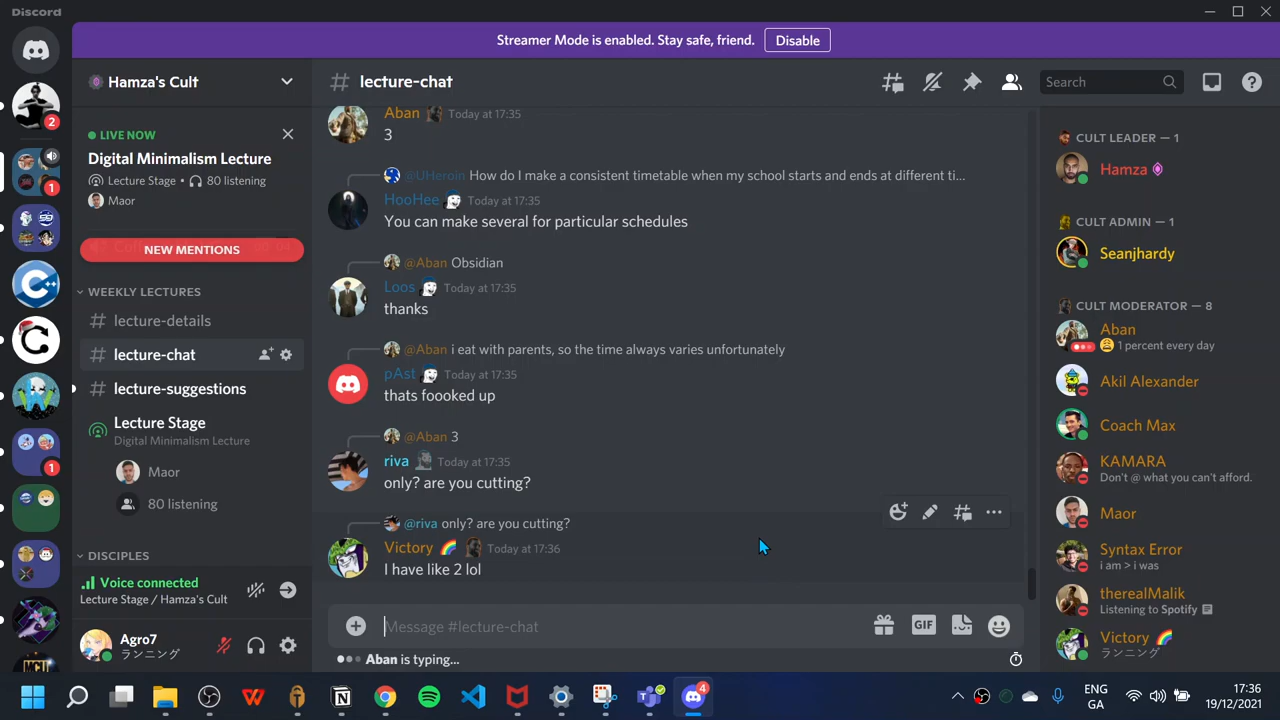 Discord
Streamer Mode is enabled. Stay safe, friend.
Disable
Hamza's Cult
lecture-chat
Search
2
LIVE NOW
Digital Minimalism Lecture
Lecture Stage • 80 listening
Maor
1
NEW MENTIONS
WEEKLY LECTURES
lecture-details
lecture-chat
lecture-suggestions
Lecture Stage
Digital Minimalism Lecture
Maor
80 listening
1
DISCIPLES
Voice connected
Lecture Stage / Hamza's Cult
Agro7
ランニング
MCU
Aban Today at 17:35
3
@UHeroin How do I make a consistent timetable when my school starts and ends at different ti...
HooHee Today at 17:35
You can make several for particular schedules
@Aban Obsidian
Loos Today at 17:35
thanks
@Aban i eat with parents, so the time always varies unfortunately
pAst Today at 17:35
thats foooked up
@Aban 3
riva Today at 17:35
only? are you cutting?
@riva only? are you cutting?
Victory 🌈 Today at 17:36
I have like 2 lol
Message #lecture-chat
GIF
Aban is typing...
CULT LEADER — 1
Hamza
CULT ADMIN — 1
Seanjhardy
CULT MODERATOR — 8
Aban
😩 1 percent every day
Akil Alexander
Coach Max
KAMARA
Don't @ what you can't afford.
Maor
Syntax Error
i am > i was
therealMalik
Listening to Spotify
Victory 🌈
ランニング
4
ENG
GA
17:36
19/12/2021